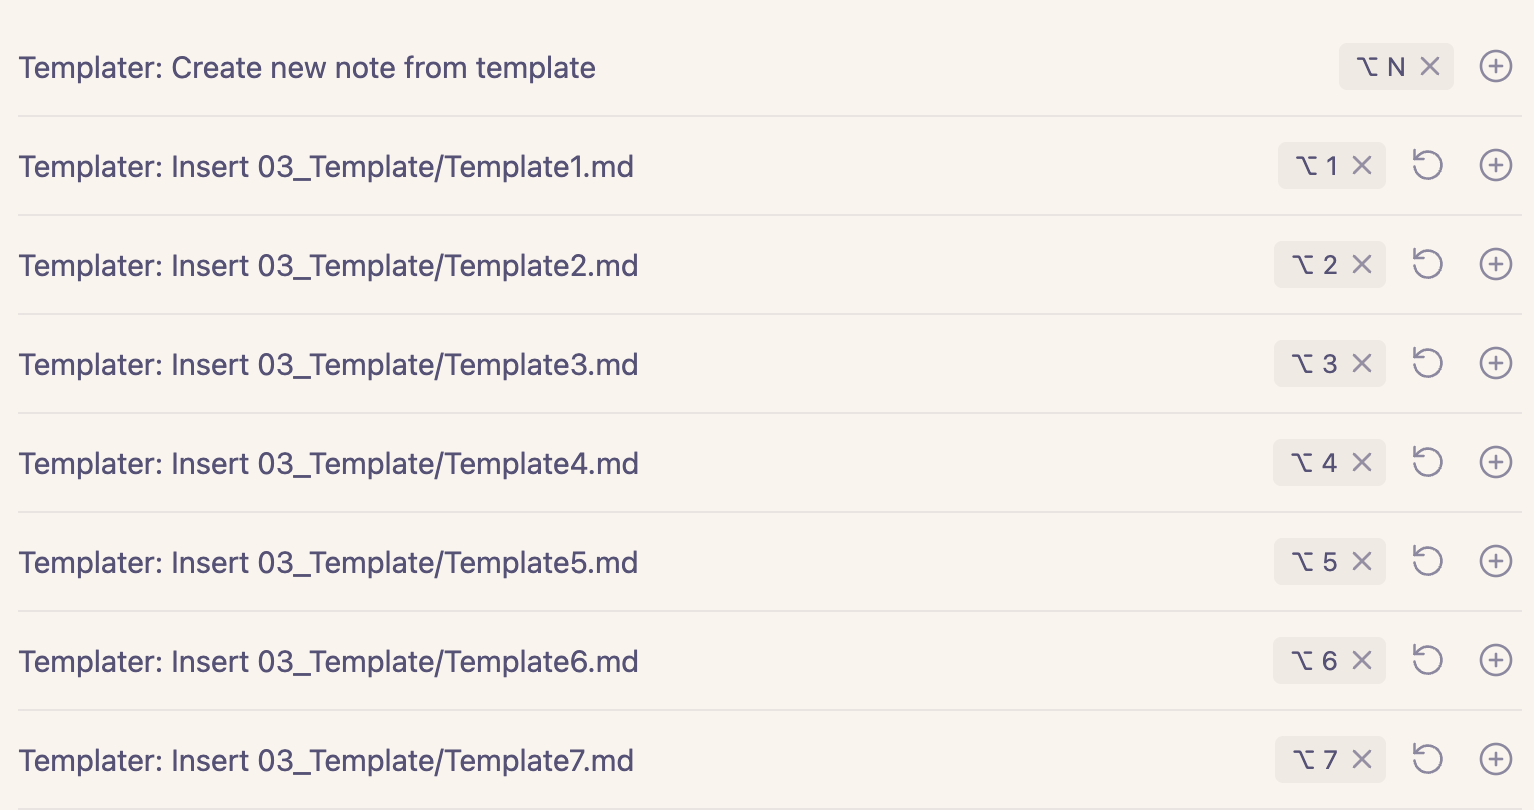 Templater: Create new note from template ⌥ N
Templater: Insert 03_Template/Template1.md ⌥ 1
Templater: Insert 03_Template/Template2.md ⌥ 2
Templater: Insert 03_Template/Template3.md ⌥ 3
Templater: Insert 03_Template/Template4.md ⌥ 4
Templater: Insert 03_Template/Template5.md ⌥ 5
Templater: Insert 03_Template/Template6.md ⌥ 6
Templater: Insert 03_Template/Template7.md ⌥ 7